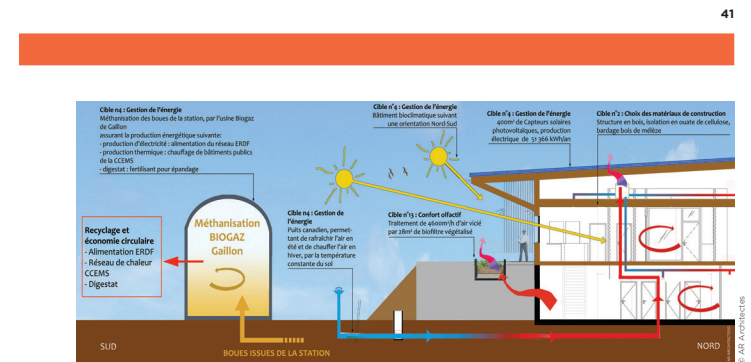 41
Cible n4 : Gestion de l'énergie
Méthanisation des boues de la station, par l'usine Biogaz
de Gaillon
assurant la production énergétique suivante:
- production d'électricité : alimentation du réseau ERDF
- production thermique : chauffage de bâtiments publics
de la CCEMS
- digestat : fertilisant pour épandage
Cible n°4 : Gestion de l'énergie
Bâtiment bioclimatique suivant
une orientation Nord-Sud
Cible n°4 : Gestion de l'énergie
400m² de Capteurs solaires
photovoltaïques, production
électrique de 51 366 kWh/an
Cible n°2 : Choix des matériaux de construction
Structure en bois, isolation en ouate de cellulose,
bardage bois de mélèze
Recyclage et
économie circulaire
- Alimentation ERDF
- Réseau de chaleur
CCEMS
- Digestat
Méthanisation
BIOGAZ
Gaillon
Cible n4 : Gestion de
l'énergie
Puits canadien, permet-
tant de rafraîchir l'air en
été et de chauffer l'air en
hiver, par la température
constante du sol
Cible n°13 : Confort olfactif
Traitement de 4600m³/h d'air vicié
par 28m² de biofiltre végétalisé
SUD
BOUES ISSUES DE LA STATION
NORD
© AR Architectes